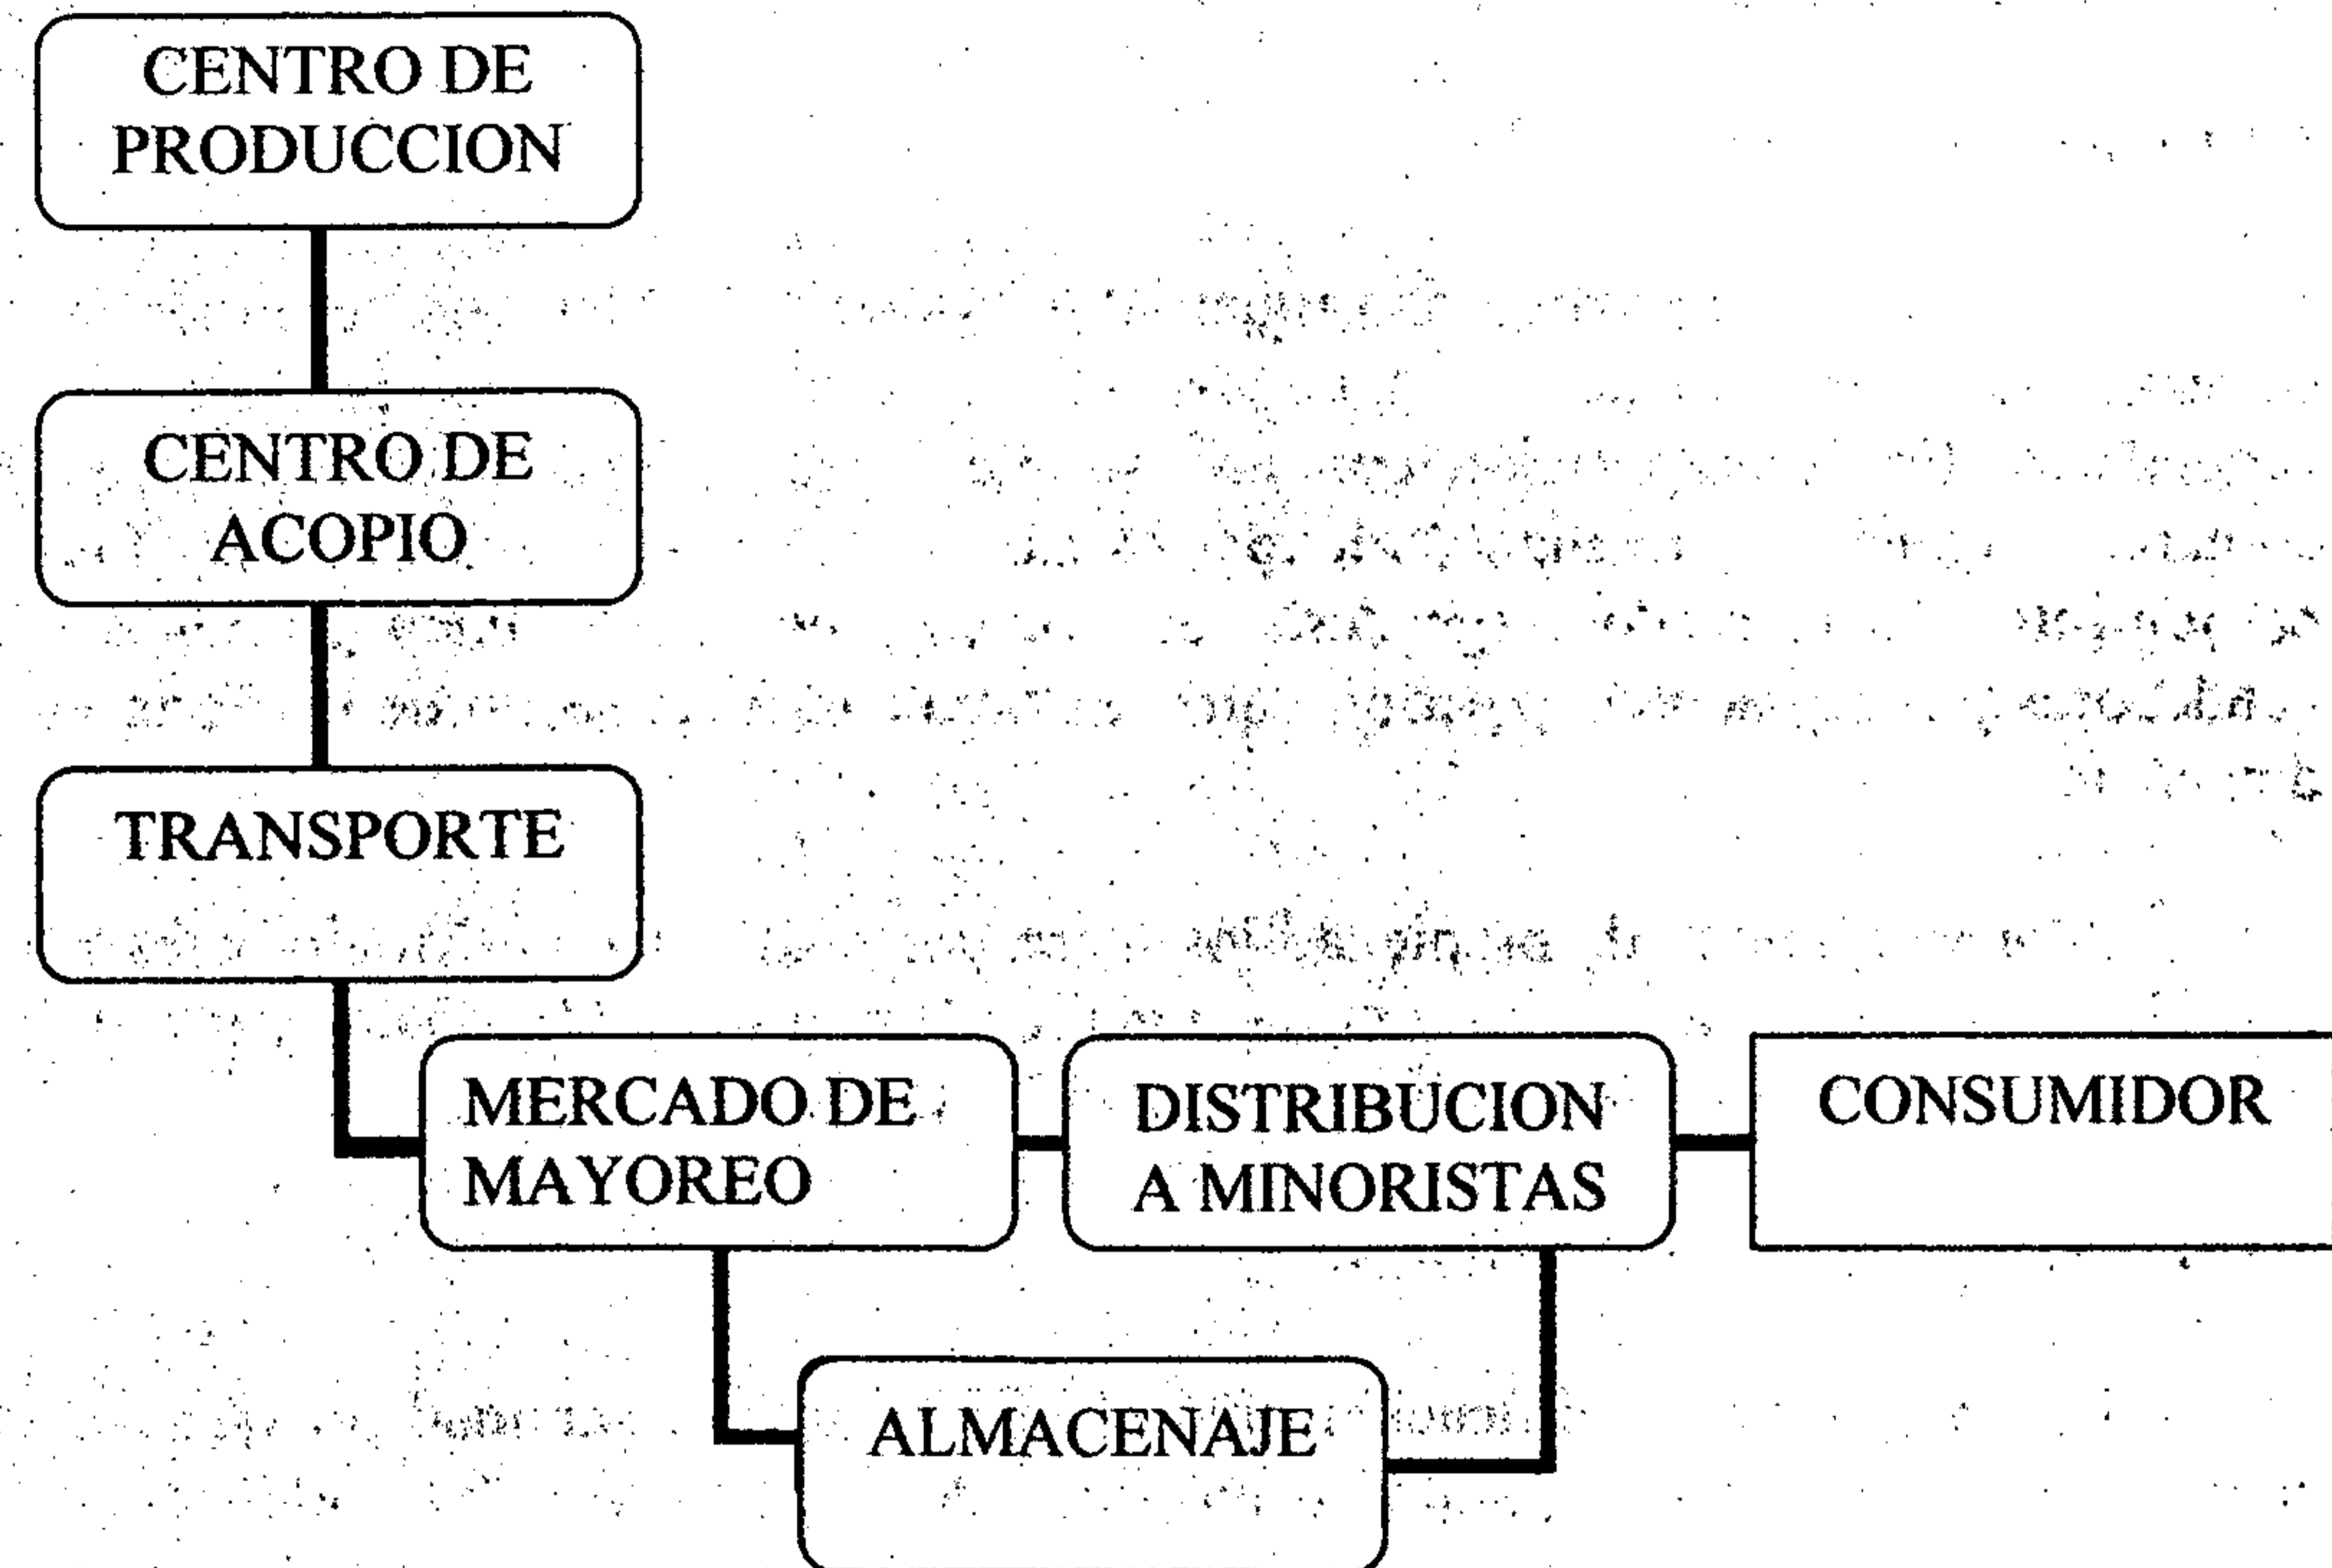 CENTRO DE
PRODUCCION
CENTRO DE
ACOPIO
TRANSPORTE
MERCADO DE
MAYOREO
DISTRIBUCION
A MINORISTAS
CONSUMIDOR
ALMACENAJE